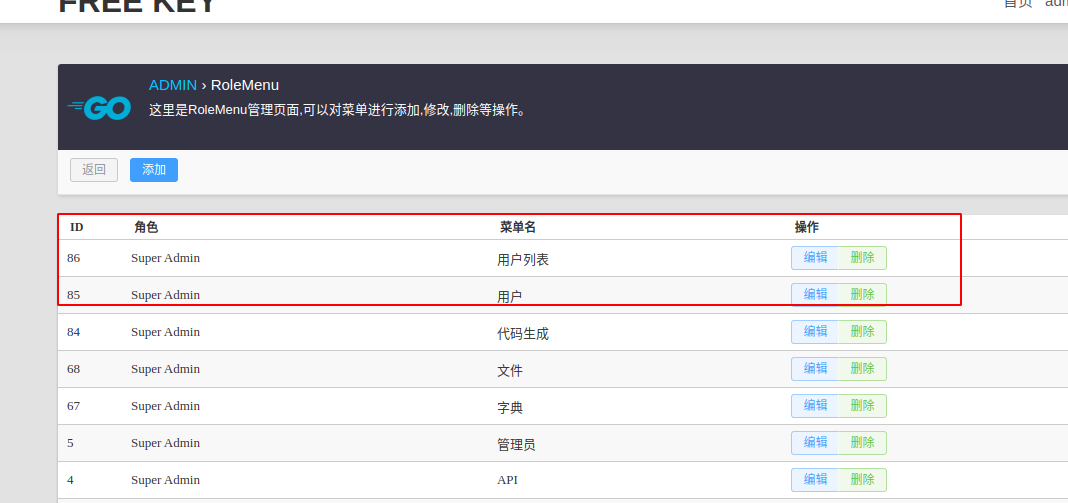 FREE KEY
首页 adm
GO
ADMIN › RoleMenu
这里是RoleMenu管理页面,可以对菜单进行添加,修改,删除等操作。
返回 添加
ID 角色 菜单名 操作
86 Super Admin 用户列表 编辑 删除
85 Super Admin 用户 编辑 删除
84 Super Admin 代码生成 编辑 删除
68 Super Admin 文件 编辑 删除
67 Super Admin 字典 编辑 删除
5 Super Admin 管理员 编辑 删除
4 Super Admin API 编辑 删除